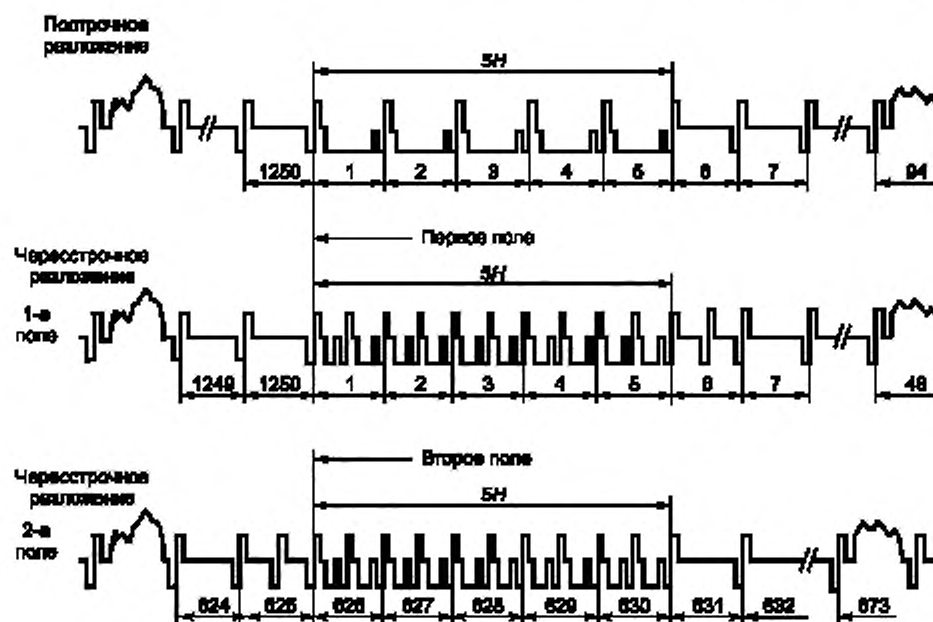 Построчное
разложение
5H
1250 1 2 3 4 5 6 7 94
Первое поле
Чересстрочное
разложение
5H
1-е
поле
1249 1250 1 2 3 4 5 6 7 48
Второе поле
Чересстрочное
разложение
5H
2-е
поле
624 625 626 627 628 629 630 631 632 673